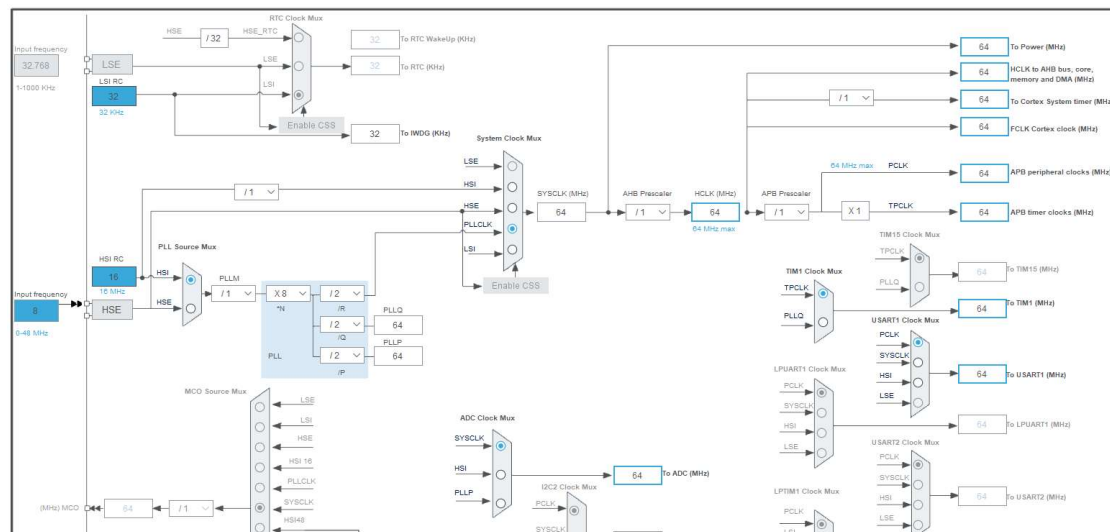 RTC Clock Mux
HSE
/ 32
HSE_RTC
32
To RTC WakeUp (KHz)
Input frequency
32.768
1-1000 KHz
LSE
LSE
32
To RTC (KHz)
LSI RC
32
32 KHz
LSI
Enable CSS
32
To IWDG (KHz)
System Clock Mux
LSE
/ 1
HSI
HSE
PLLCLK
LSI
Enable CSS
SYSCLK (MHz)
64
AHB Prescaler
/ 1
HCLK (MHz)
64
64 MHz max
APB Prescaler
/ 1
64
To Power (MHz)
64
HCLK to AHB bus, core,
memory and DMA (MHz)
/ 1
64
To Cortex System timer (MHz)
64
FCLK Cortex clock (MHz)
64 MHz max
PCLK
64
APB peripheral clocks (MHz)
X 1
TPCLK
64
APB timer clocks (MHz)
PLL Source Mux
HSI RC
16
16 MHz
HSI
Input frequency
8
0-48 MHz
HSE
HSE
PLLM
/ 1
X 8
*N
/ 2
/R
/ 2
/Q
/ 2
/P
PLL
PLLQ
64
PLLP
64
TIM15 Clock Mux
TPCLK
PLLQ
64
To TIM15 (MHz)
TIM1 Clock Mux
TPCLK
PLLQ
64
To TIM1 (MHz)
USART1 Clock Mux
PCLK
SYSCLK
HSI
LSE
64
To USART1 (MHz)
LPUART1 Clock Mux
PCLK
SYSCLK
HSI
LSE
64
To LPUART1 (MHz)
MCO Source Mux
LSE
LSI
HSE
HSI 16
PLLCLK
SYSCLK
HSI48
(MHz) MCO
64
/ 1
ADC Clock Mux
SYSCLK
HSI
PLLP
64
To ADC (MHz)
I2C2 Clock Mux
PCLK
SYSCLK
USART2 Clock Mux
PCLK
SYSCLK
HSI
LSE
64
To USART2 (MHz)
LPTIM1 Clock Mux
PCLK
LSI